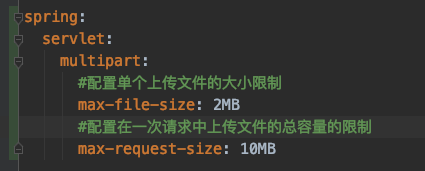 spring:
servlet:
multipart:
#配置单个上传文件的大小限制
max-file-size: 2MB
#配置在一次请求中上传文件的总容量的限制
max-request-size: 10MB